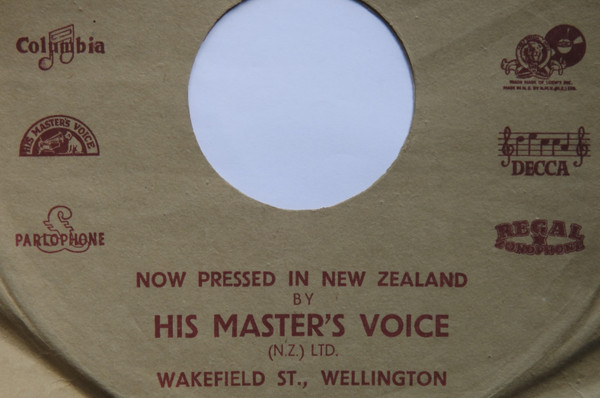 Columbia
HIS MASTER'S VOICE
PARLOPHONE
DECCA
REGAL
ZONOPHONE
NOW PRESSED IN NEW ZEALAND
BY
HIS MASTER'S VOICE
(N.Z.) LTD.
WAKEFIELD ST., WELLINGTON